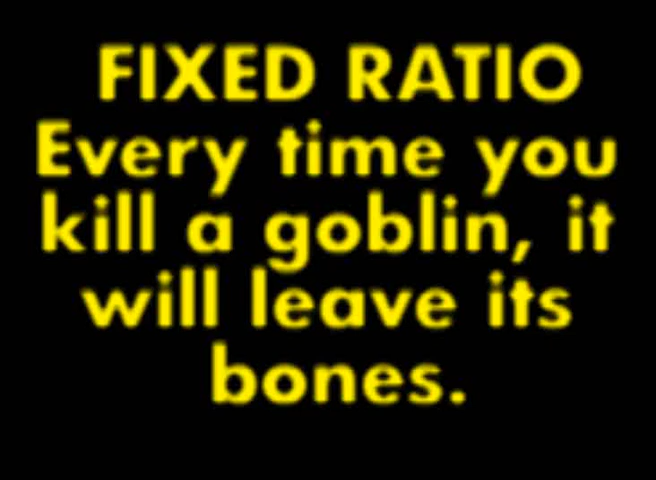 FIXED RATIO
Every time you
kill a goblin, it
will leave its
bones.